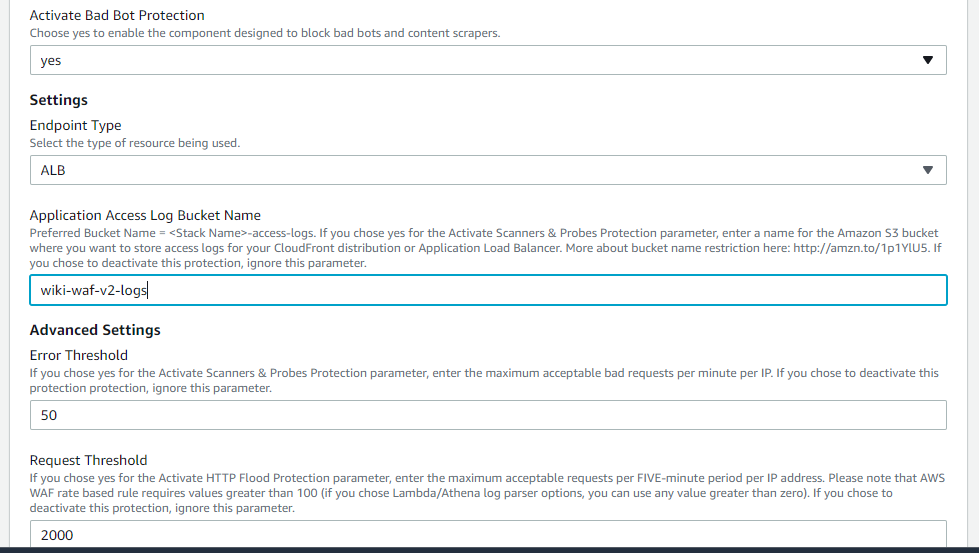 Activate Bad Bot Protection
Choose yes to enable the component designed to block bad bots and content scrapers.
yes
Settings
Endpoint Type
Select the type of resource being used.
ALB
Application Access Log Bucket Name
Preferred Bucket Name = <Stack Name>-access-logs. If you chose yes for the Activate Scanners & Probes Protection parameter, enter a name for the Amazon S3 bucket
where you want to store access logs for your CloudFront distribution or Application Load Balancer. More about bucket name restriction here: http://amzn.to/1p1YlU5. If
you chose to deactivate this protection, ignore this parameter.
wiki-waf-v2-logs
Advanced Settings
Error Threshold
If you chose yes for the Activate Scanners & Probes Protection parameter, enter the maximum acceptable bad requests per minute per IP. If you chose to deactivate this
protection protection, ignore this parameter.
50
Request Threshold
If you chose yes for the Activate HTTP Flood Protection parameter, enter the maximum acceptable requests per FIVE-minute period per IP address. Please note that AWS
WAF rate based rule requires values greater than 100 (if you chose Lambda/Athena log parser options, you can use any value greater than zero). If you chose to
deactivate this protection, ignore this parameter.
2000